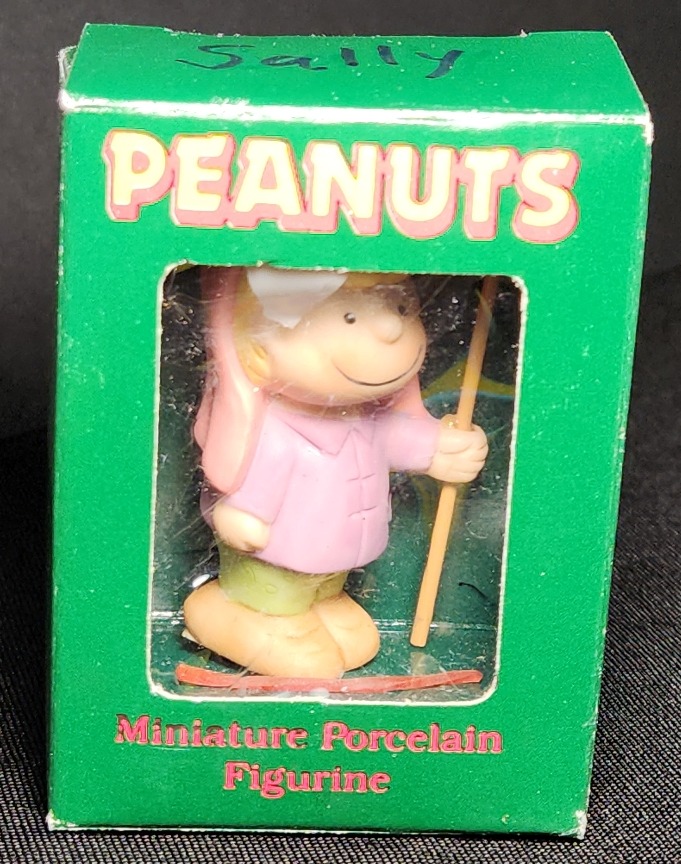 Sally
PEANUTS
Miniature Porcelain
Figurine